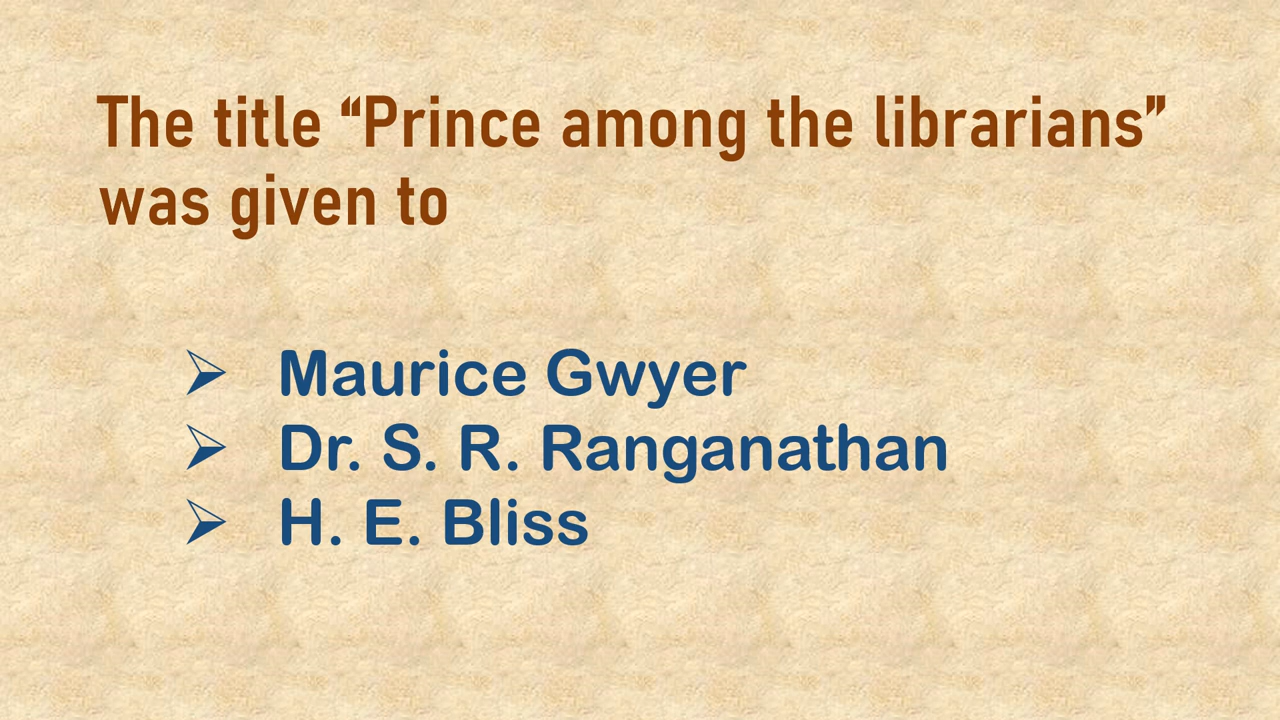 The title “Prince among the librarians”
was given to
➢ Maurice Gwyer
➢ Dr. S. R. Ranganathan
➢ H. E. Bliss